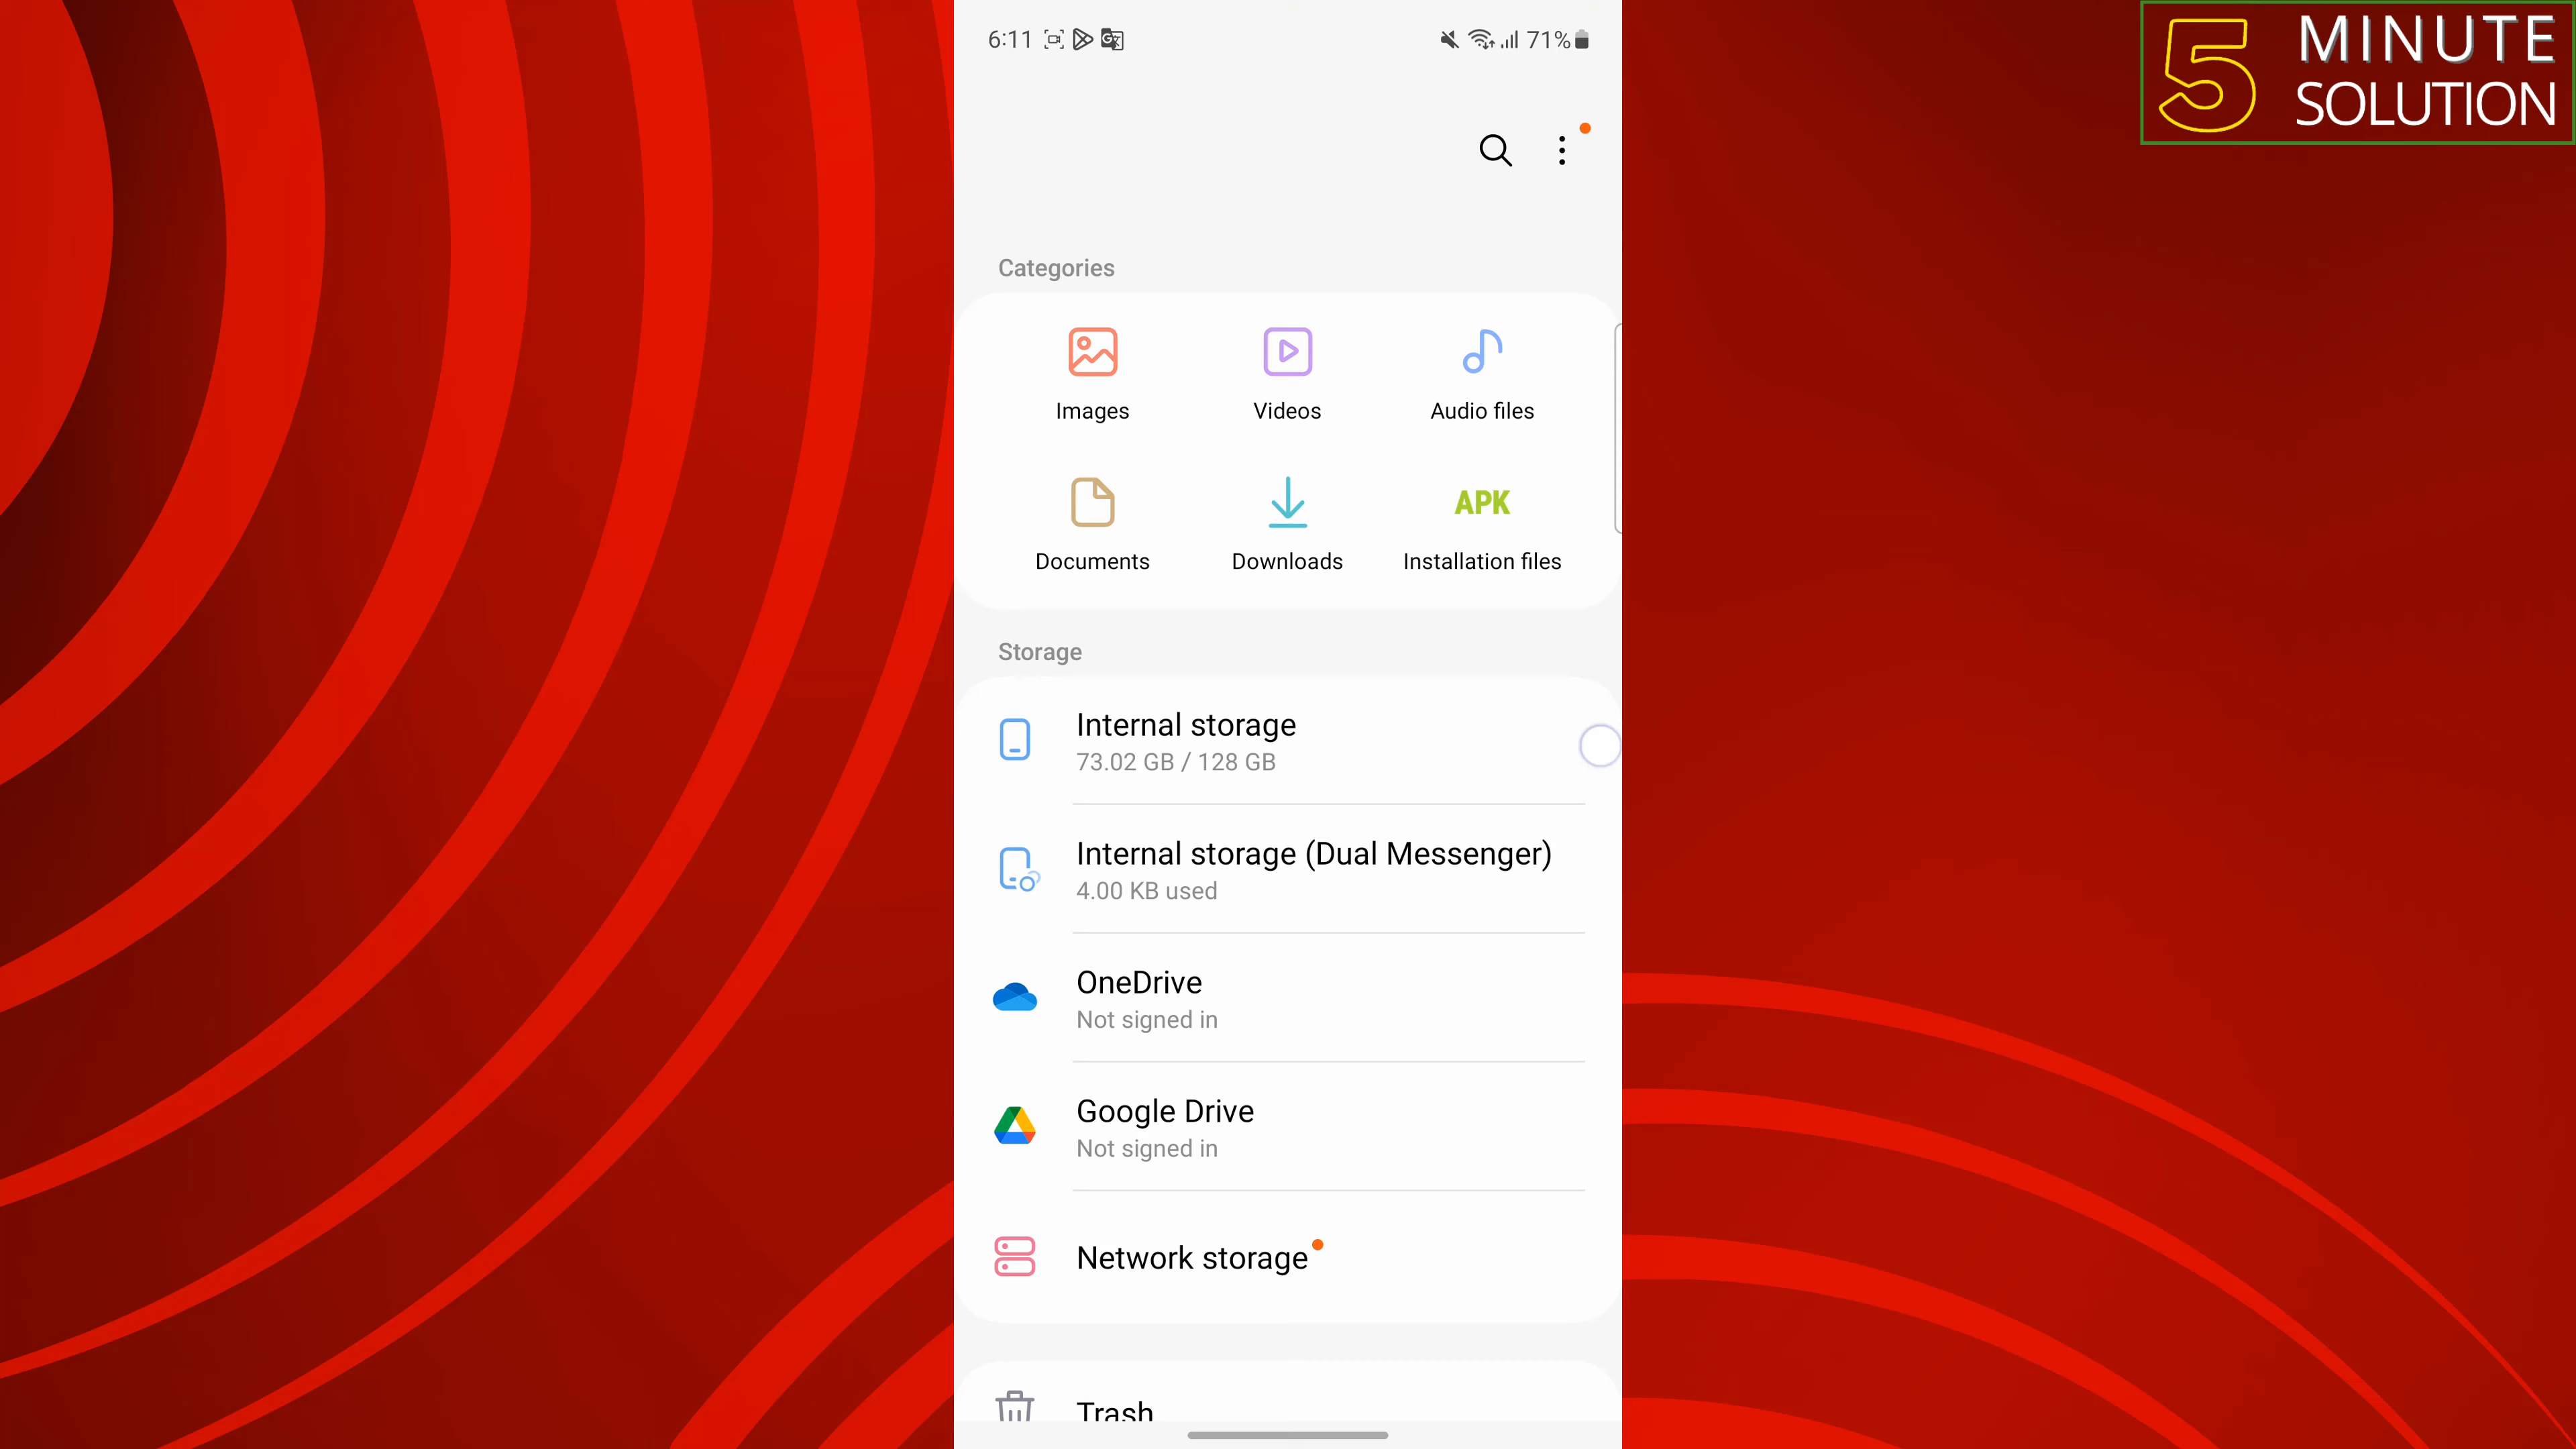 6:11
71%
5 MINUTE
SOLUTION
Categories
Images
Videos
Audio files
APK
Documents
Downloads
Installation files
Storage
Internal storage
73.02 GB / 128 GB
Internal storage (Dual Messenger)
4.00 KB used
OneDrive
Not signed in
Google Drive
Not signed in
Network storage
Trash